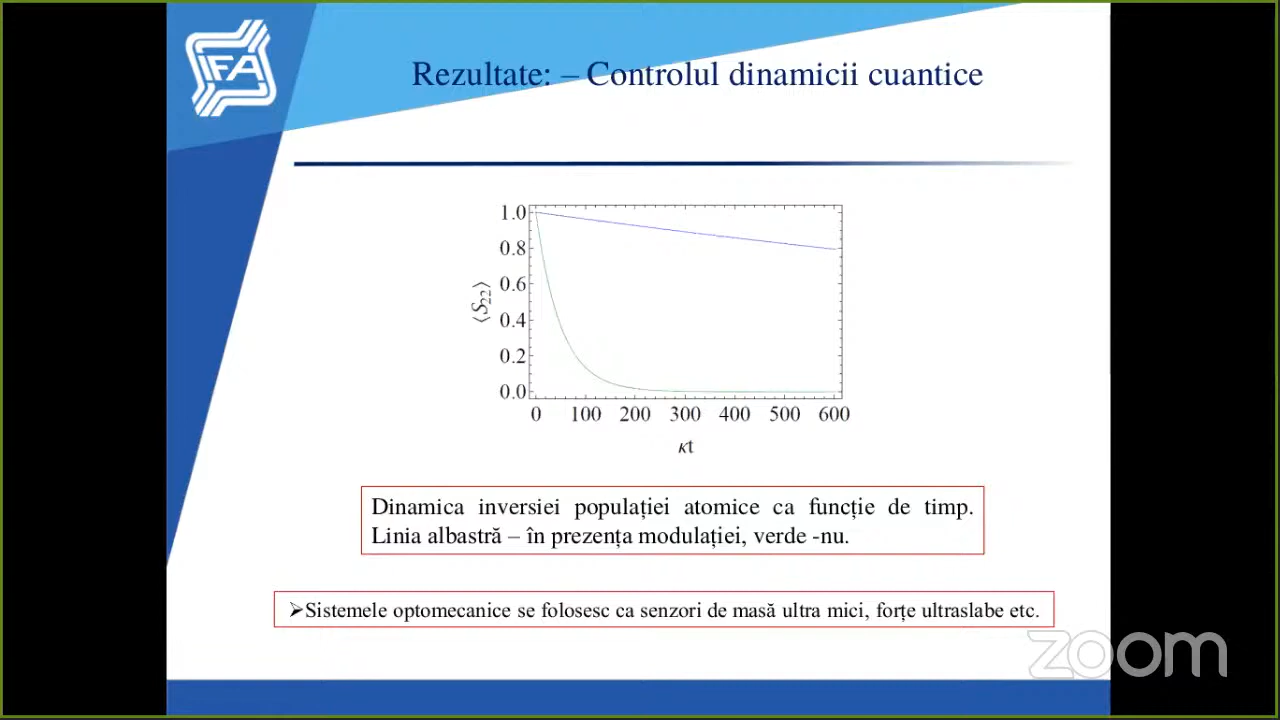 IFA
Rezultate: – Controlul dinamicii cuantice
1.0
0.8
0.6
0.4
0.2
0.0
⟨S22⟩
0 100 200 300 400 500 600
κt
Dinamica inversiei populației atomice ca funcție de timp.
Linia albastră – în prezența modulației, verde -nu.
➢Sistemele optomecanice se folosesc ca senzori de masă ultra mici, forțe ultraslabe etc.
zoom